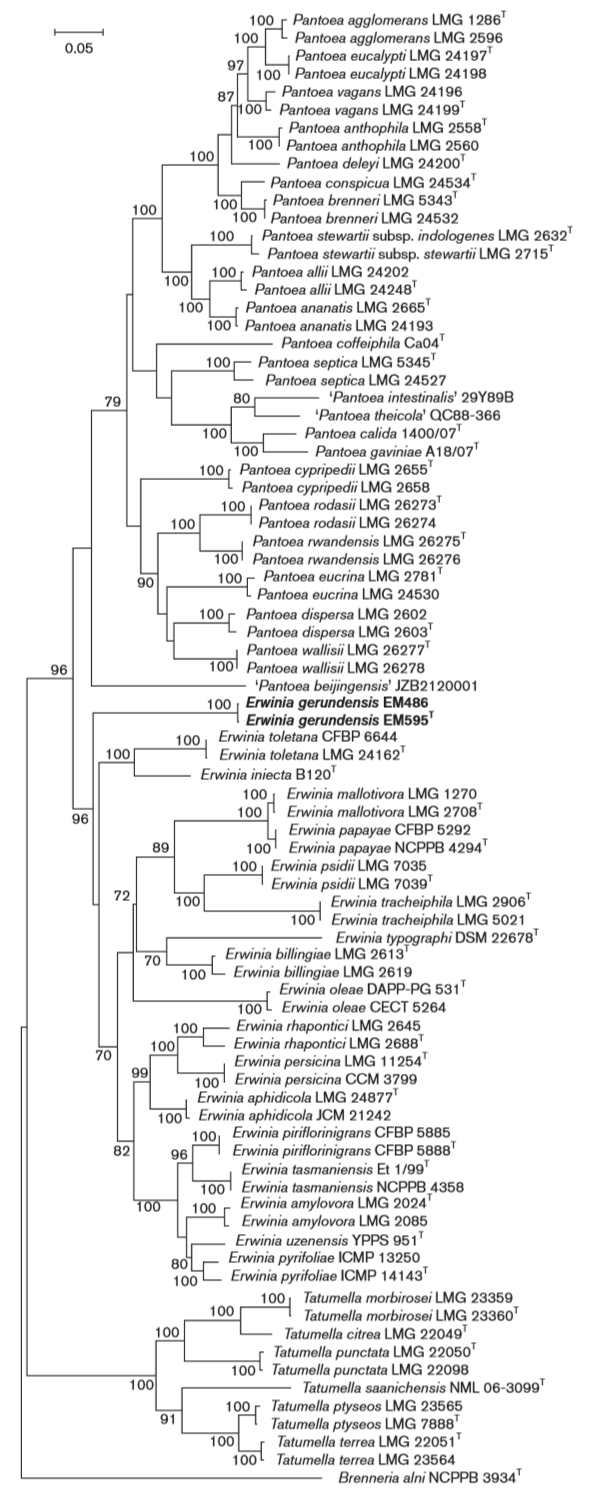 100 Pantoea agglomerans LMG 1286ᵀ
0.05
100 Pantoea agglomerans LMG 2596
97 Pantoea eucalypti LMG 24197ᵀ
100 Pantoea eucalypti LMG 24198
87 Pantoea vagans LMG 24196
100 Pantoea vagans LMG 24199ᵀ
Pantoea anthophila LMG 2558ᵀ
100 Pantoea anthophila LMG 2560
100 Pantoea deleyi LMG 24200ᵀ
Pantoea conspicua LMG 24534ᵀ
100 Pantoea brenneri LMG 5343ᵀ
100 100 Pantoea brenneri LMG 24532
100 Pantoea stewartii subsp. indologenes LMG 2632ᵀ
Pantoea stewartii subsp. stewartii LMG 2715ᵀ
100 100 Pantoea allii LMG 24202
Pantoea allii LMG 24248ᵀ
100 Pantoea ananatis LMG 2665ᵀ
100 Pantoea ananatis LMG 24193
Pantoea coffeiphila Ca04ᵀ
100 Pantoea septica LMG 5345ᵀ
Pantoea septica LMG 24527
79 80 ‘Pantoea intestinalis’ 29Y89B
‘Pantoea theicola’ QC88-366
100 Pantoea calida 1400/07ᵀ
100 Pantoea gaviniae A18/07ᵀ
100 Pantoea cypripedii LMG 2655ᵀ
Pantoea cypripedii LMG 2658
100 Pantoea rodasii LMG 26273ᵀ
100 Pantoea rodasii LMG 26274
Pantoea rwandensis LMG 26275ᵀ
100 Pantoea rwandensis LMG 26276
90 100 Pantoea eucrina LMG 2781ᵀ
Pantoea eucrina LMG 24530
100 Pantoea dispersa LMG 2602
Pantoea dispersa LMG 2603ᵀ
Pantoea wallisii LMG 26277ᵀ
100 Pantoea wallisii LMG 26278
96 ‘Pantoea beijingensis’ JZB2120001
100 Erwinia gerundensis EM486
Erwinia gerundensis EM595ᵀ
100 Erwinia toletana CFBP 6644
100 Erwinia toletana LMG 24162ᵀ
Erwinia iniecta B120ᵀ
100 Erwinia mallotivora LMG 1270
96 100 Erwinia mallotivora LMG 2708ᵀ
Erwinia papayae CFBP 5292
89 100 Erwinia papayae NCPPB 4294ᵀ
100 Erwinia psidii LMG 7035
Erwinia psidii LMG 7039ᵀ
72 100 Erwinia tracheiphila LMG 2906ᵀ
100 Erwinia tracheiphila LMG 5021
Erwinia typographi DSM 22678ᵀ
70 Erwinia billingiae LMG 2613ᵀ
100 Erwinia billingiae LMG 2619
Erwinia oleae DAPP-PG 531ᵀ
100 Erwinia oleae CECT 5264
100 Erwinia rhapontici LMG 2645
70 100 Erwinia rhapontici LMG 2688ᵀ
Erwinia persicina LMG 11254ᵀ
99 100 Erwinia persicina CCM 3799
Erwinia aphidicola LMG 24877ᵀ
100 Erwinia aphidicola JCM 21242
100 Erwinia piriflorinigrans CFBP 5885
82 96 Erwinia piriflorinigrans CFBP 5888ᵀ
Erwinia tasmaniensis Et 1/99ᵀ
100 Erwinia tasmaniensis NCPPB 4358
100 100 Erwinia amylovora LMG 2024ᵀ
Erwinia amylovora LMG 2085
Erwinia uzenensis YPPS 951ᵀ
80 Erwinia pyrifoliae ICMP 13250
100 Erwinia pyrifoliae ICMP 14143ᵀ
100 Tatumella morbirosei LMG 23359
100 Tatumella morbirosei LMG 23360ᵀ
100 Tatumella citrea LMG 22049ᵀ
Tatumella punctata LMG 22050ᵀ
100 Tatumella punctata LMG 22098
100 Tatumella saanichensis NML 06-3099ᵀ
100 Tatumella ptyseos LMG 23565
91 Tatumella ptyseos LMG 7888ᵀ
100 Tatumella terrea LMG 22051ᵀ
100 Tatumella terrea LMG 23564
Brenneria alni NCPPB 3934ᵀ